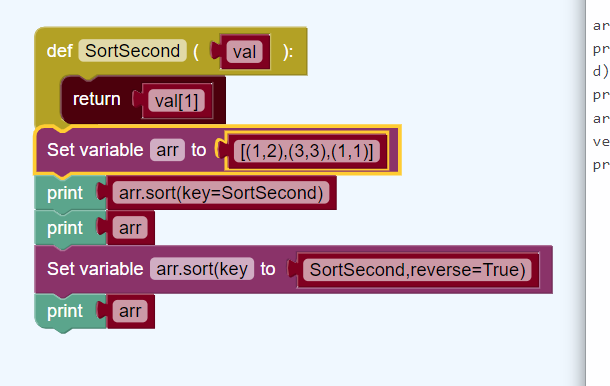 def SortSecond ( val ):
return val[1]
Set variable arr to [(1,2),(3,3),(1,1)]
print arr.sort(key=SortSecond)
print arr
Set variable arr.sort(key to SortSecond,reverse=True)
print arr
ar
pr
d)
pr
ar
ve
pr